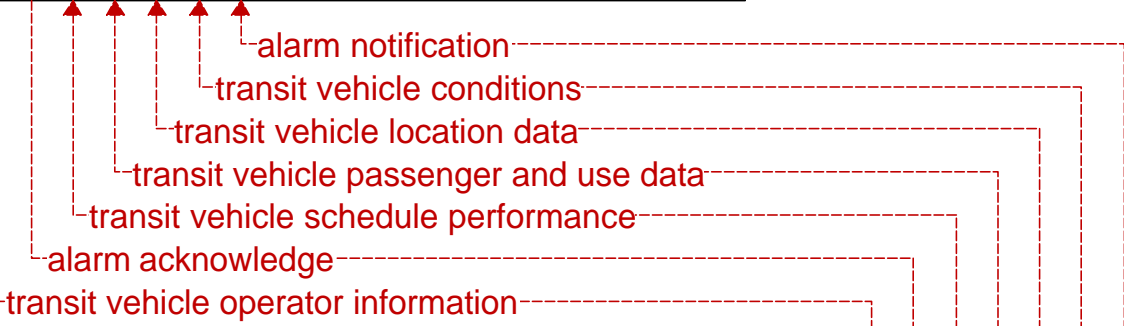 alarm notification
transit vehicle conditions
transit vehicle location data
transit vehicle passenger and use data
transit vehicle schedule performance
alarm acknowledge
transit vehicle operator information